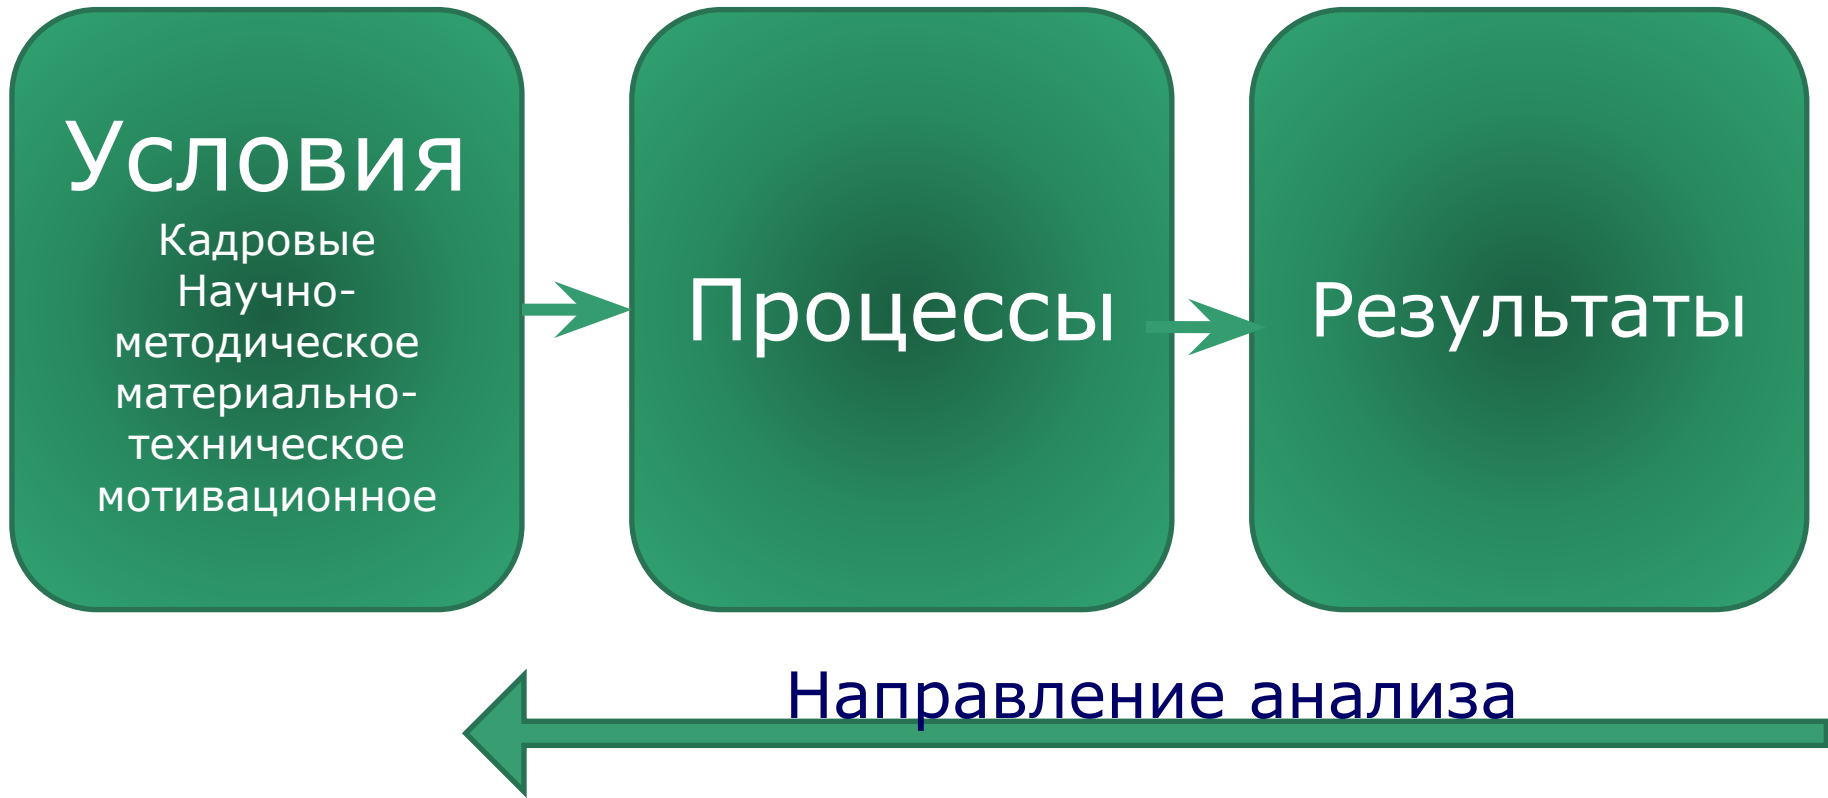 Условия
Кадровые
Научно-
методическое
материально-
техническое
мотивационное
Процессы
Результаты
Направление анализа